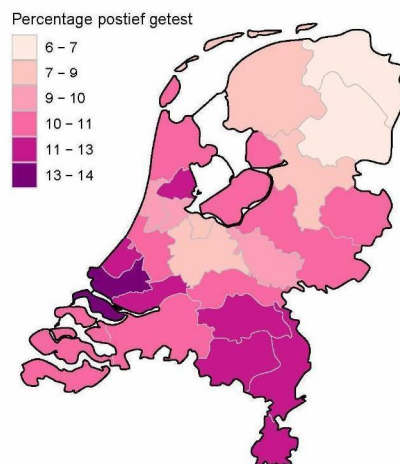 Percentage postief getest
6 – 7
7 – 9
9 – 10
10 – 11
11 – 13
13 – 14